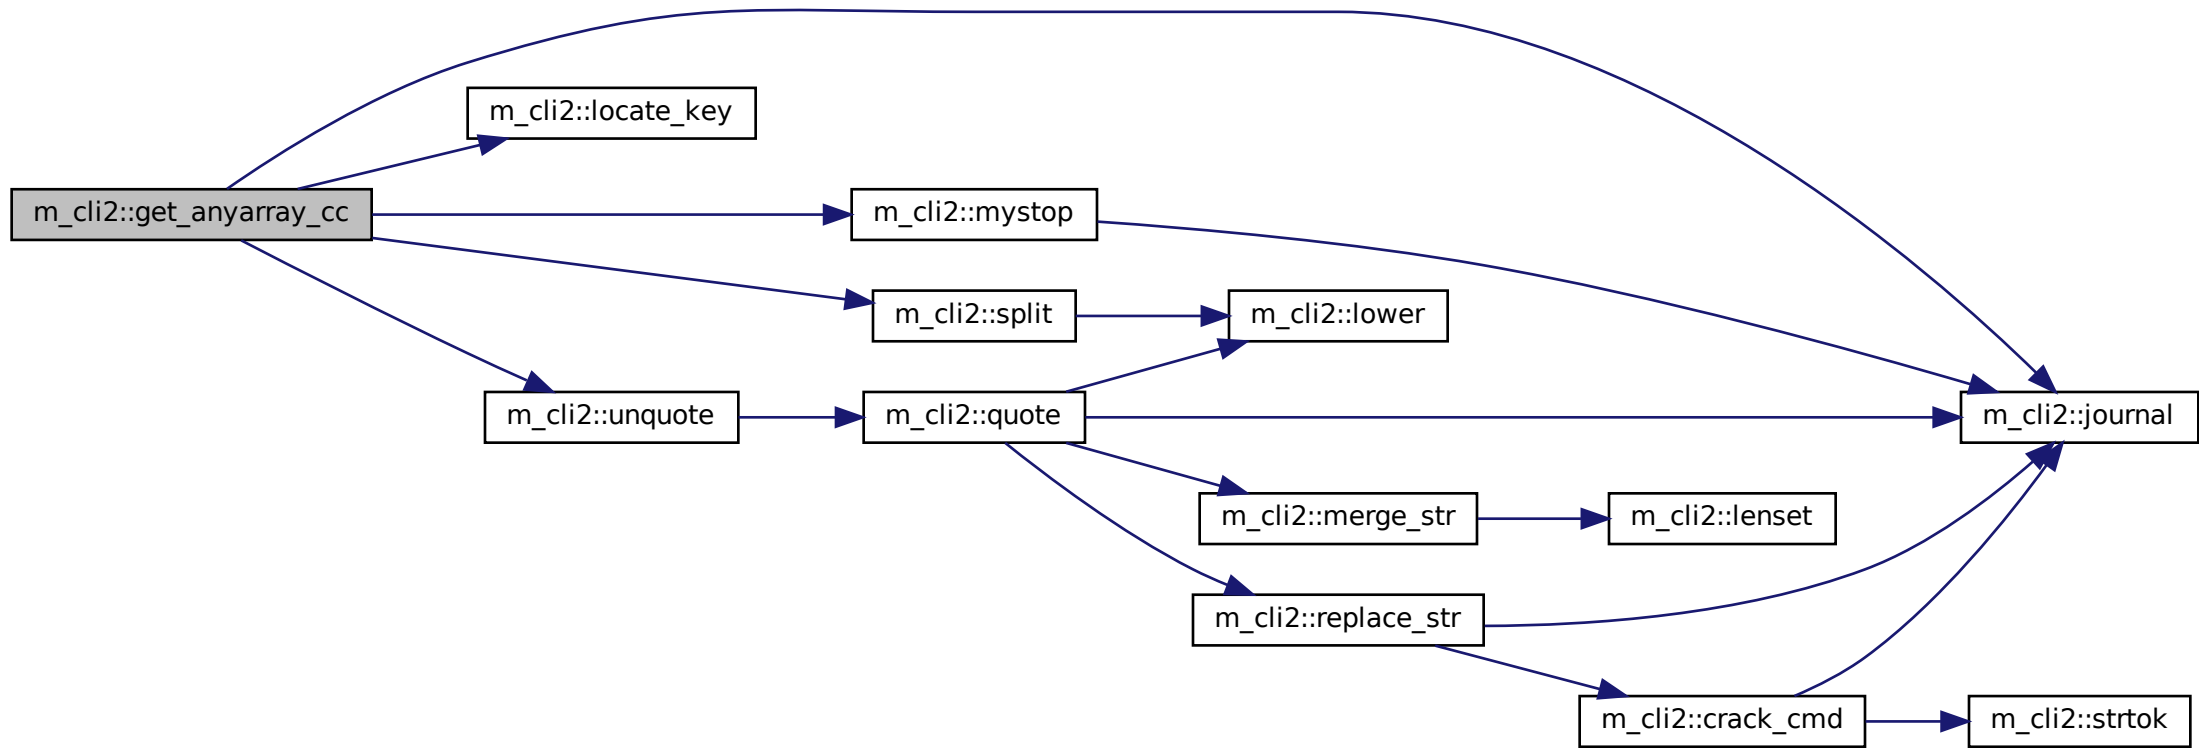 m_cli2::locate_key
m_cli2::get_anyarray_cc
m_cli2::mystop
m_cli2::split
m_cli2::lower
m_cli2::unquote
m_cli2::quote
m_cli2::journal
m_cli2::merge_str
m_cli2::lenset
m_cli2::replace_str
m_cli2::crack_cmd
m_cli2::strtok